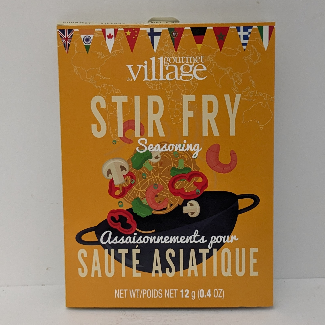 gourmet
village
STIR FRY
Seasoning
Assaisonnements pour
SAUTÉ ASIATIQUE
NET WT/POIDS NET 12 g (0.4 OZ)